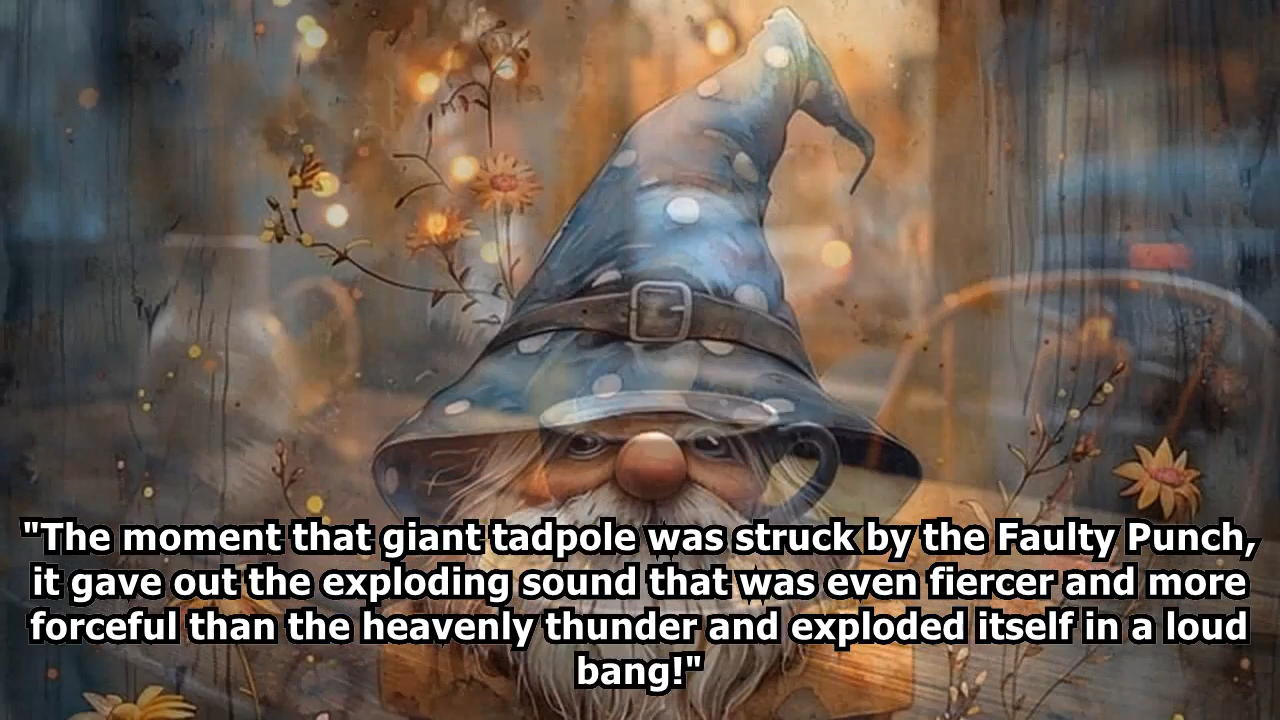 "The moment that giant tadpole was struck by the Faulty Punch,
it gave out the exploding sound that was even fiercer and more
forceful than the heavenly thunder and exploded itself in a loud
bang!"